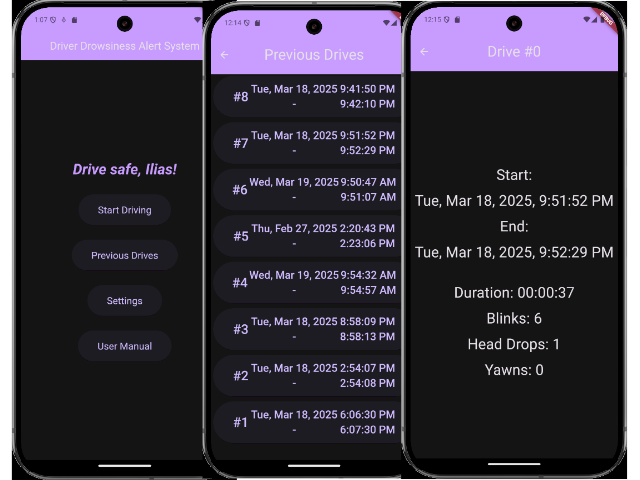 1:07
Driver Drowsiness Alert System
Drive safe, Ilias!
Start Driving
Previous Drives
Settings
User Manual
12:14
Previous Drives
#8 Tue, Mar 18, 2025 9:41:50 PM
- 9:42:10 PM
#7 Tue, Mar 18, 2025 9:51:52 PM
- 9:52:29 PM
#6 Wed, Mar 19, 2025 9:50:47 AM
- 9:51:07 AM
#5 Thu, Feb 27, 2025 2:20:43 PM
- 2:23:06 PM
#4 Wed, Mar 19, 2025 9:54:32 AM
- 9:54:57 AM
#3 Tue, Mar 18, 2025 8:58:09 PM
- 8:58:13 PM
#2 Tue, Mar 18, 2025 2:54:07 PM
- 2:54:08 PM
#1 Tue, Mar 18, 2025 6:06:30 PM
- 6:07:30 PM
12:15
DEBUG
Drive #0
Start:
Tue, Mar 18, 2025, 9:51:52 PM
End:
Tue, Mar 18, 2025, 9:52:29 PM
Duration: 00:00:37
Blinks: 6
Head Drops: 1
Yawns: 0